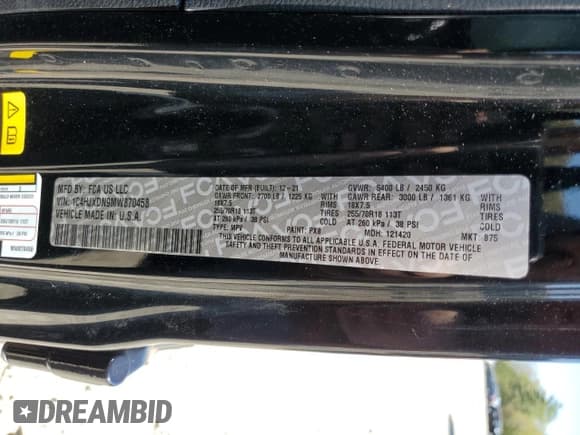 MFD BY: FCA US LLC
VIN: 1C4HJXDN9MW870458
VEHICLE MADE IN U.S.A.
DATE OF MFR (BUILT): 12-21
GAWR FRONT: 2700 LB / 1225 KG
18X7.5
255/70R18 113T
AT: 260 kPa / 38 PSI
TYPE: MPV
PAINT: PX8
GVWR: 5400 LB / 2450 KG
GAWR REAR: 3000 LB / 1361 KG
RIMS 18X7.5 RIMS
TIRES 255/70R18 113T TIRES
COLD AT 260 kPa / 38 PSI COLD
MDH: 121420
MKT: 875
THIS VEHICLE CONFORMS TO ALL APPLICABLE U.S.A. FEDERAL MOTOR VEHICLE
SAFETY AND THEFT PREVENTION STANDARDS IN EFFECT ON THE DATE OF
MANUFACTURE SHOWN ABOVE.
DREAMBID